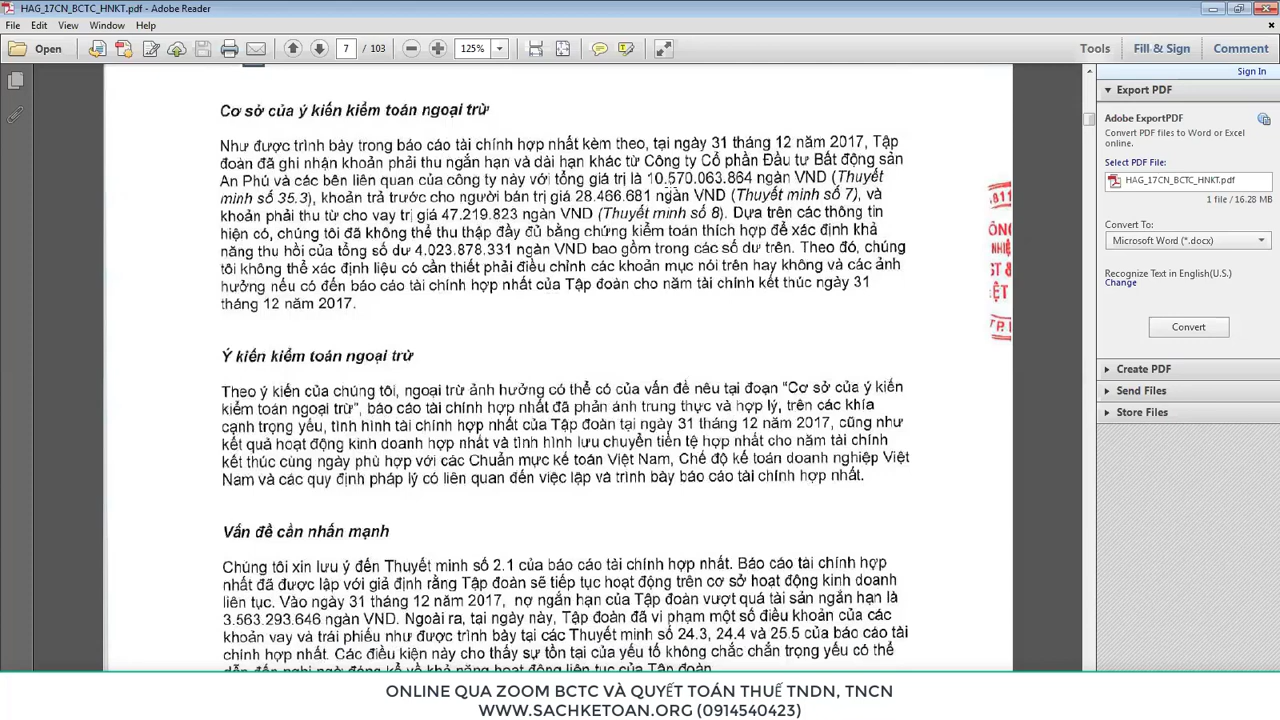 HAG_17CN_BCTC_HNKT.pdf - Adobe Reader
File Edit View Window Help
Open 7 / 103 125% Tools Fill & Sign Comment
Sign In
Export PDF
Adobe ExportPDF
Convert PDF files to Word or Excel online.
Select PDF File:
HAG_17CN_BCTC_HNKT.pdf
1 file / 16.28 MB
Convert To:
Microsoft Word (*.docx)
Recognize Text in English(U.S.)
Change
Convert
Create PDF
Send Files
Store Files
Cơ sở của ý kiến kiểm toán ngoại trừ
Như được trình bày trong báo cáo tài chính hợp nhất kèm theo, tại ngày 31 tháng 12 năm 2017, Tập
đoàn đã ghi nhận khoản phải thu ngắn hạn và dài hạn khác từ Công ty Cổ phần Đầu tư Bất động sản
An Phú và các bên liên quan của công ty này với tổng giá trị là 10.570.063.864 ngàn VND (Thuyết
minh số 35.3), khoản trả trước cho người bán trị giá 28.466.681 ngàn VND (Thuyết minh số 7), và
khoản phải thu từ cho vay trị giá 47.219.823 ngàn VND (Thuyết minh số 8). Dựa trên các thông tin
hiện có, chúng tôi đã không thể thu thập đầy đủ bằng chứng kiểm toán thích hợp để xác định khả
năng thu hồi của tổng số dư 4.023.878.331 ngàn VND bao gồm trong các số dư trên. Theo đó, chúng
tôi không thể xác định liệu có cần thiết phải điều chỉnh các khoản mục nói trên hay không và các ảnh
hưởng nếu có đến báo cáo tài chính hợp nhất của Tập đoàn cho năm tài chính kết thúc ngày 31
tháng 12 năm 2017.
Ý kiến kiểm toán ngoại trừ
Theo ý kiến của chúng tôi, ngoại trừ ảnh hưởng có thể có của vấn đề nêu tại đoạn “Cơ sở của ý kiến
kiểm toán ngoại trừ”, báo cáo tài chính hợp nhất đã phản ánh trung thực và hợp lý, trên các khía
cạnh trọng yếu, tình hình tài chính hợp nhất của Tập đoàn tại ngày 31 tháng 12 năm 2017, cũng như
kết quả hoạt động kinh doanh hợp nhất và tình hình lưu chuyển tiền tệ hợp nhất cho năm tài chính
kết thúc cùng ngày phù hợp với các Chuẩn mực kế toán Việt Nam, Chế độ kế toán doanh nghiệp Việt
Nam và các quy định pháp lý có liên quan đến việc lập và trình bày báo cáo tài chính hợp nhất.
Vấn đề cần nhấn mạnh
Chúng tôi xin lưu ý đến Thuyết minh số 2.1 của báo cáo tài chính hợp nhất. Báo cáo tài chính hợp
nhất đã được lập với giả định rằng Tập đoàn sẽ tiếp tục hoạt động trên cơ sở hoạt động kinh doanh
liên tục. Vào ngày 31 tháng 12 năm 2017, nợ ngắn hạn của Tập đoàn vượt quá tài sản ngắn hạn là
3.563.293.646 ngàn VND. Ngoài ra, tại ngày này, Tập đoàn đã vi phạm một số điều khoản của các
khoản vay và trái phiếu như được trình bày tại các Thuyết minh số 24.3, 24.4 và 25.5 của báo cáo tài
chính hợp nhất. Các điều kiện này cho thấy sự tồn tại của yếu tố không chắc chắn trọng yếu có thể
dẫn đến nghi ngờ đáng kể về khả năng hoạt động liên tục của Tập đoàn.
ONLINE QUA ZOOM BCTC VÀ QUYẾT TOÁN THUẾ TNDN, TNCN
WWW.SACHKETOAN.ORG (0914540423)